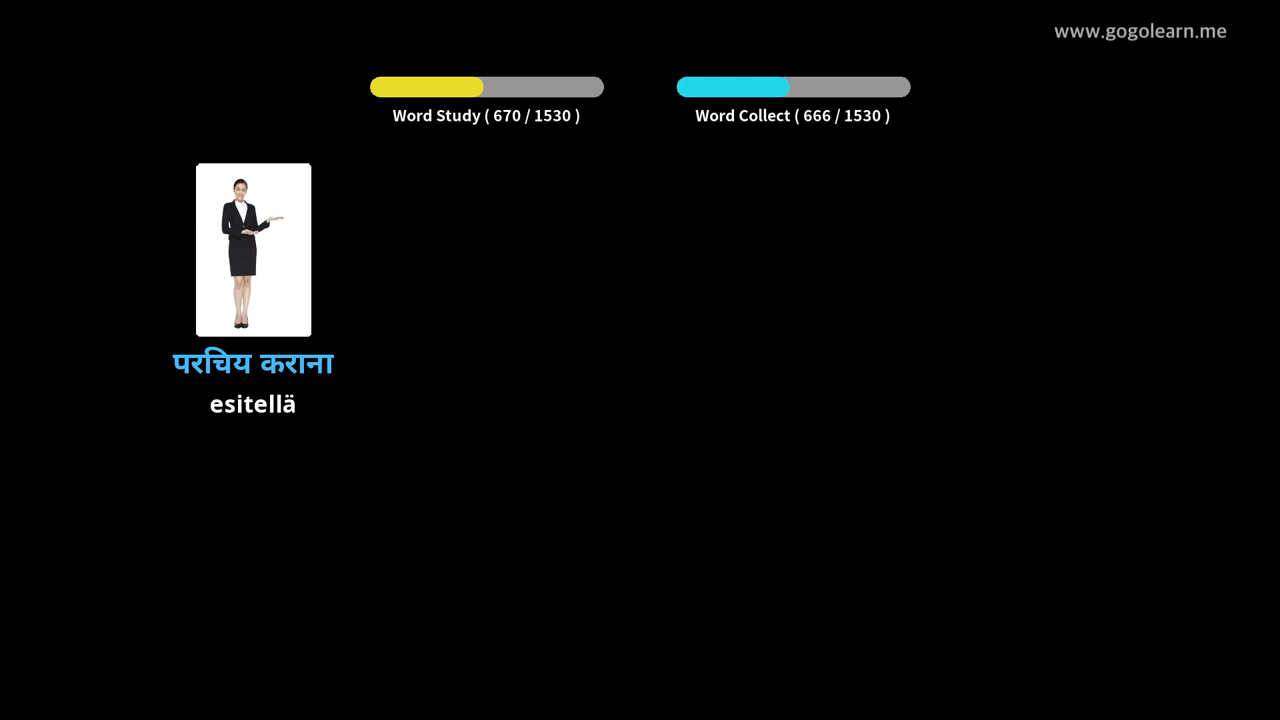 www.gogolearn.me
Word Study ( 670 / 1530 )
Word Collect ( 666 / 1530 )
परिचय कराना
esitellä